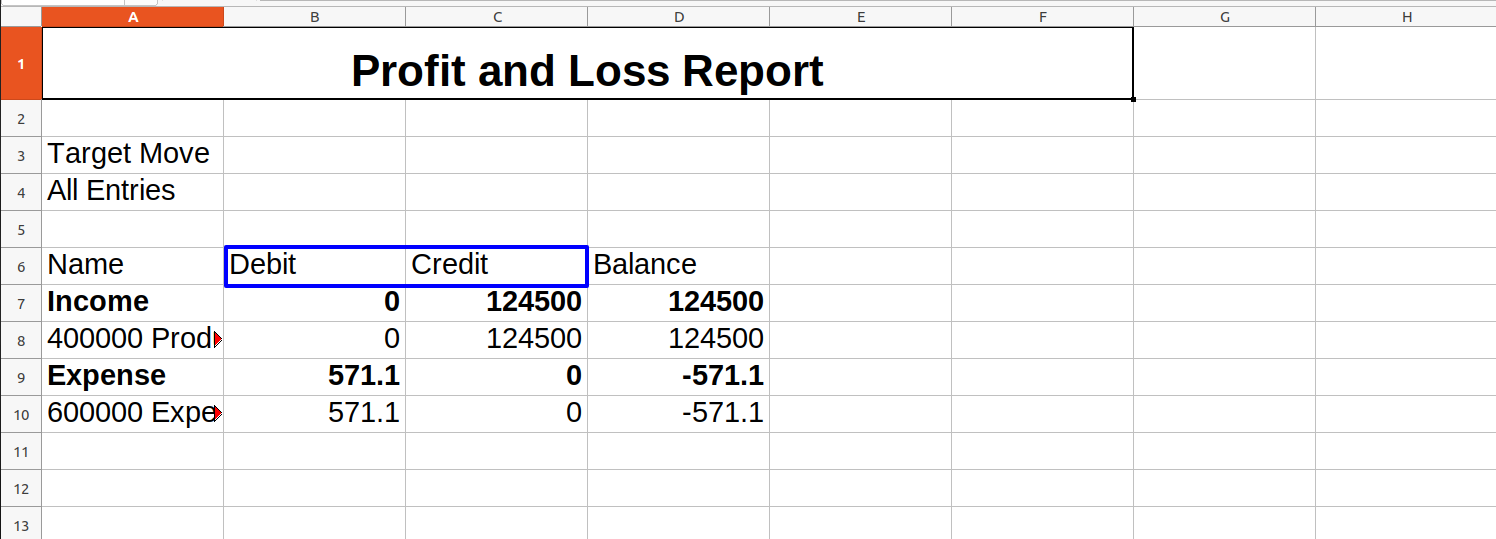 A B C D E F G H
1 Profit and Loss Report
2
3 Target Move
4 All Entries
5
6 Name Debit Credit Balance
7 Income 0 124500 124500
8 400000 Prod 0 124500 124500
9 Expense 571.1 0 -571.1
10 600000 Expe 571.1 0 -571.1
11
12
13